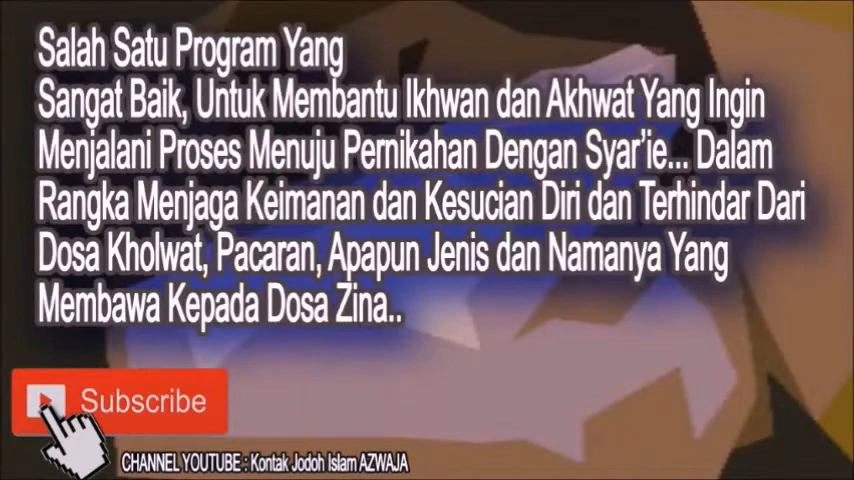 Salah Satu Program Yang
Sangat Baik, Untuk Membantu Ikhwan dan Akhwat Yang Ingin
Menjalani Proses Menuju Pernikahan Dengan Syar'ie... Dalam
Rangka Menjaga Keimanan dan Kesucian Diri dan Terhindar Dari
Dosa Kholwat, Pacaran, Apapun Jenis dan Namanya Yang
Membawa Kepada Dosa Zina..
Subscribe
CHANNEL YOUTUBE : Kontak Jodoh Islam AZWAJA